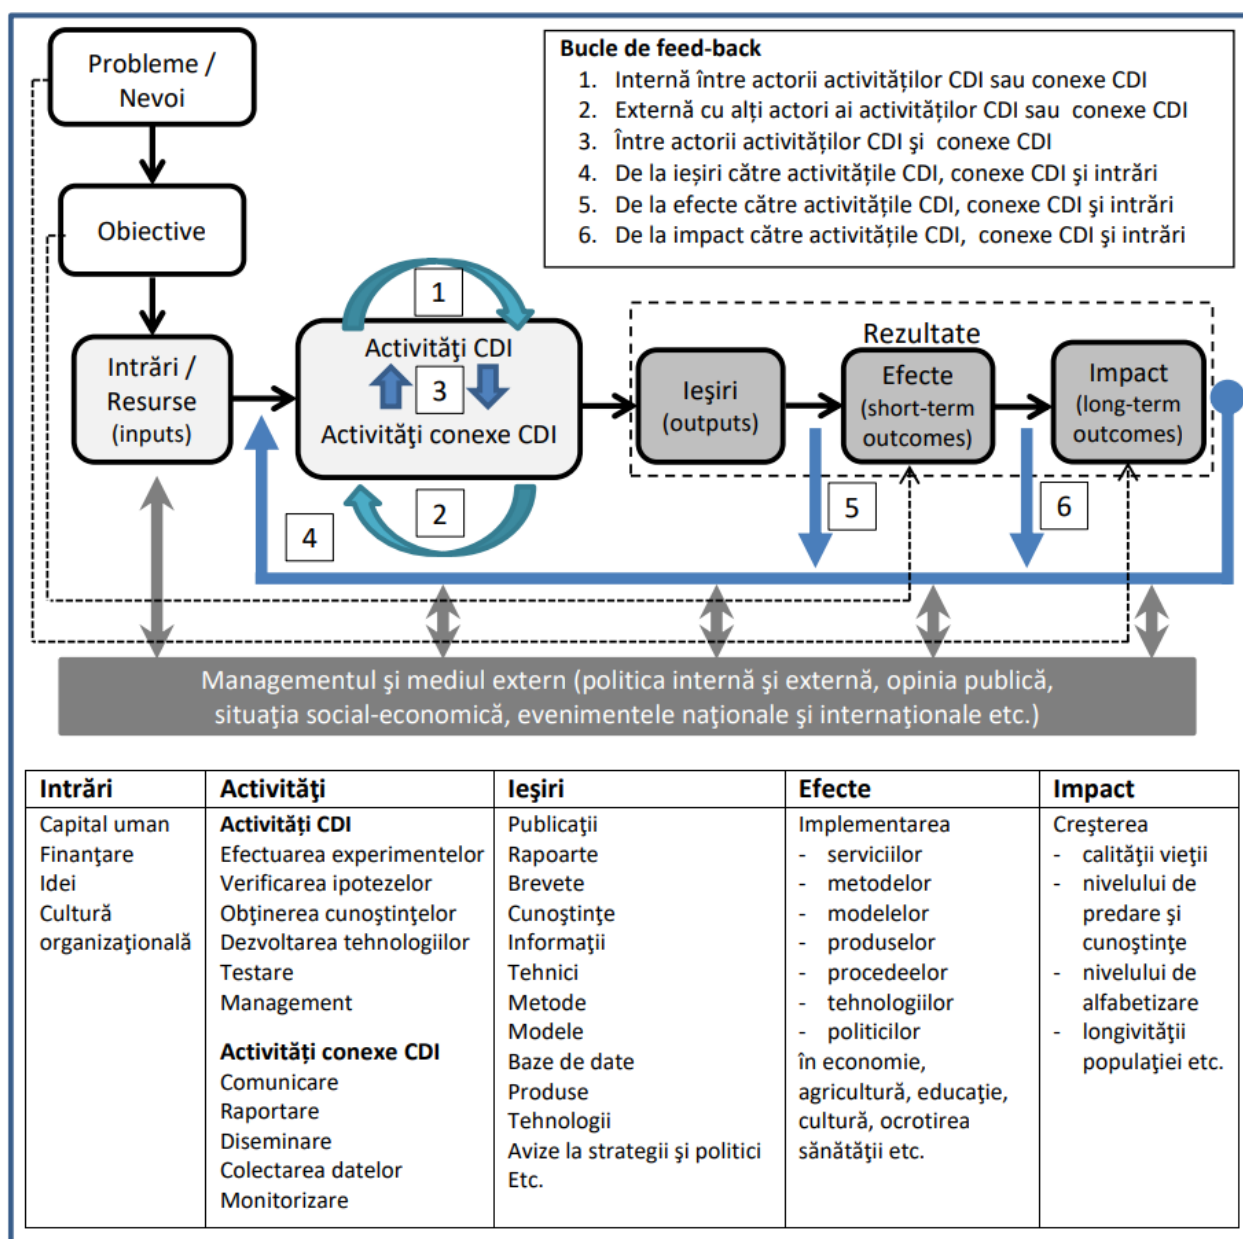 Probleme /
Nevoi
Bucle de feed-back
1. Internă între actorii activităților CDI sau conexe CDI
2. Externă cu alți actori ai activităților CDI sau conexe CDI
3. Între actorii activităților CDI şi conexe CDI
4. De la ieșiri către activitățile CDI, conexe CDI şi intrări
5. De la efecte către activitățile CDI, conexe CDI şi intrări
6. De la impact către activitățile CDI, conexe CDI şi intrări
Obiective
1
Rezultate
Intrări /
Resurse
(inputs)
Activităţi CDI
3
Activităţi conexe CDI
Ieşiri
(outputs)
Efecte
(short-term
outcomes)
Impact
(long-term
outcomes)
2
4
5
6
Managementul şi mediul extern (politica internă şi externă, opinia publică,
situaţia social-economică, evenimentele naţionale şi internaţionale etc.)
Intrări
Capital uman
Finanţare
Idei
Cultură
organizaţională
Activităţi
Activităţi CDI
Efectuarea experimentelor
Verificarea ipotezelor
Obţinerea cunoştinţelor
Dezvoltarea tehnologiilor
Testare
Management
Activităţi conexe CDI
Comunicare
Raportare
Diseminare
Colectarea datelor
Monitorizare
Ieşiri
Publicaţii
Rapoarte
Brevete
Cunoştinţe
Informaţii
Tehnici
Metode
Modele
Baze de date
Produse
Tehnologii
Avize la strategii şi politici
Etc.
Efecte
Implementarea
- serviciilor
- metodelor
- modelelor
- produselor
- procedeelor
- tehnologiilor
- politicilor
în economie,
agricultură, educaţie,
cultură, ocrotirea
sănătăţii etc.
Impact
Creşterea
- calităţii vieţii
- nivelului de
predare şi
cunoştinţe
- nivelului de
alfabetizare
- longivităţii
populaţiei etc.